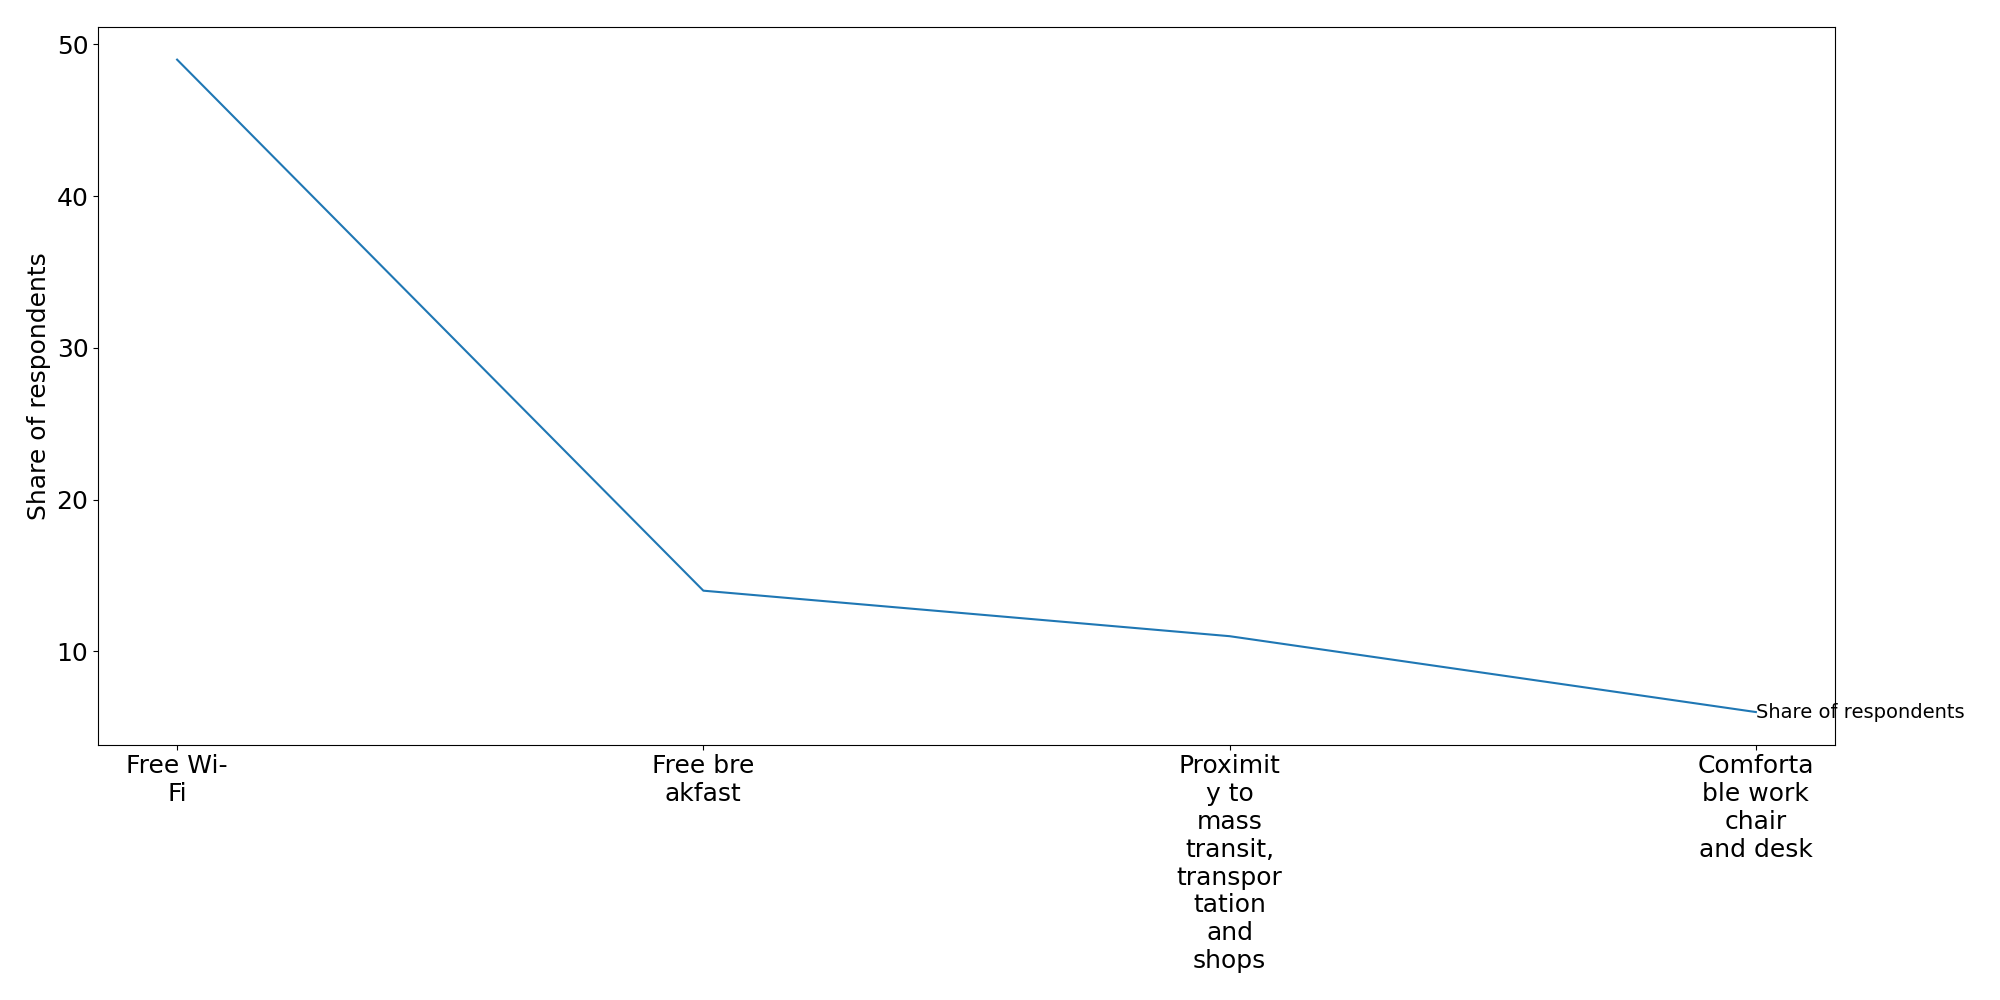 50
40
30
20
10
Share of respondents
Share of respondents
Free Wi-
Fi
Free bre
akfast
Proximit
y to
mass
transit,
transpor
tation
and
shops
Comforta
ble work
chair
and desk